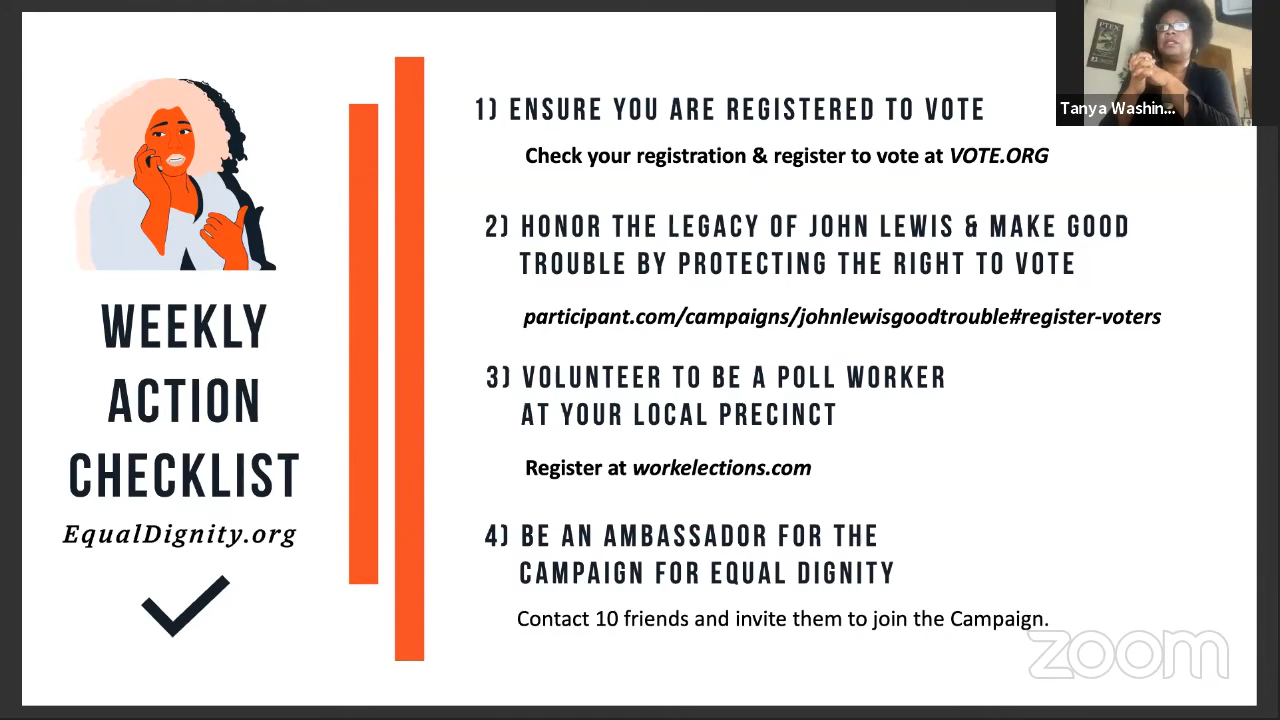 WEEKLY
ACTION
CHECKLIST
EqualDignity.org
1) ENSURE YOU ARE REGISTERED TO VOTE
Check your registration & register to vote at VOTE.ORG
2) HONOR THE LEGACY OF JOHN LEWIS & MAKE GOOD
TROUBLE BY PROTECTING THE RIGHT TO VOTE
participant.com/campaigns/johnlewisgoodtrouble#register-voters
3) VOLUNTEER TO BE A POLL WORKER
AT YOUR LOCAL PRECINCT
Register at workelections.com
4) BE AN AMBASSADOR FOR THE
CAMPAIGN FOR EQUAL DIGNITY
Contact 10 friends and invite them to join the Campaign.
PTEX
Tanya Washin...
zoom